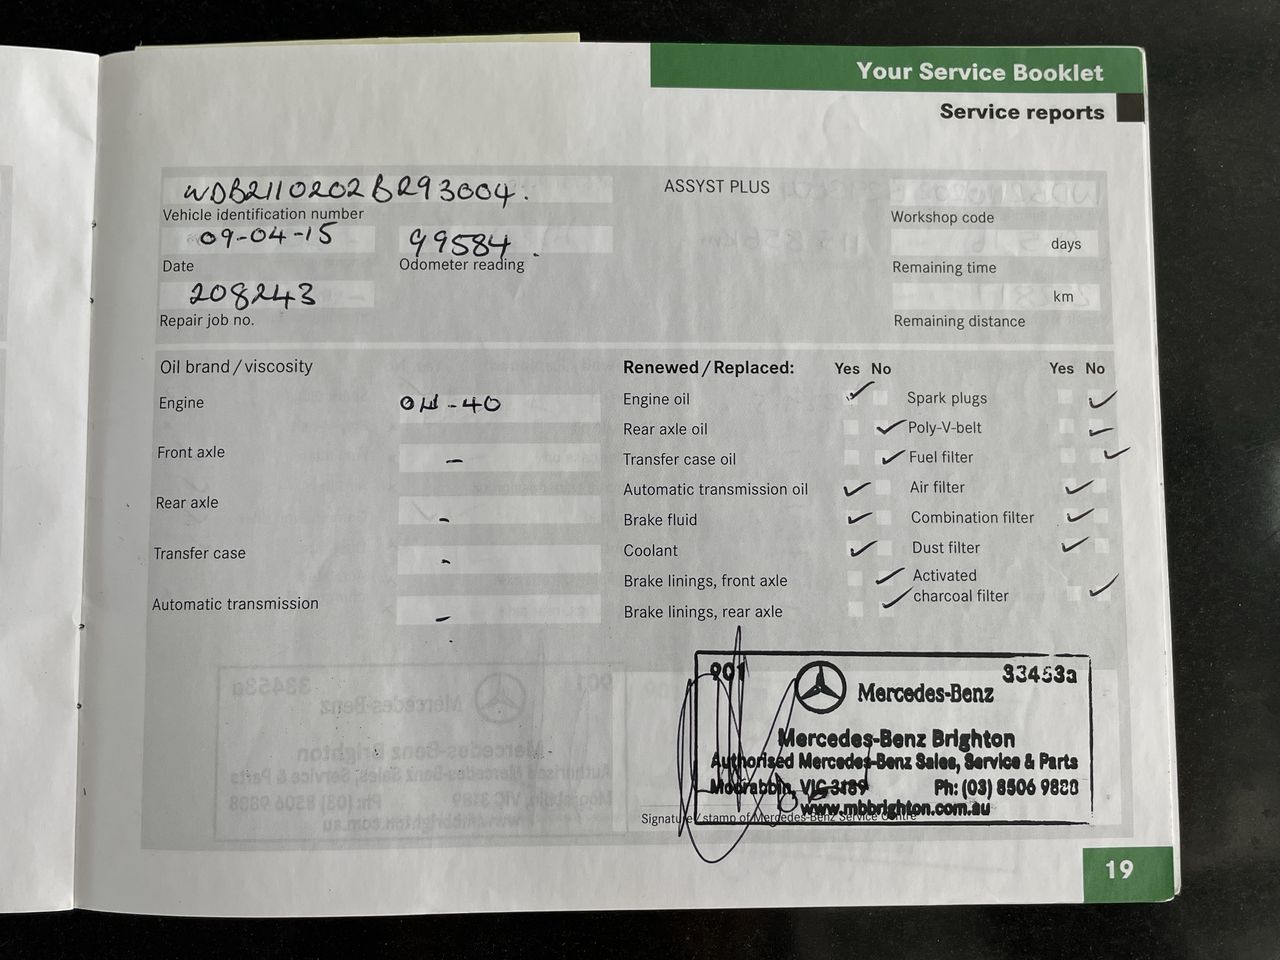 Your Service Booklet
Service reports
WDB2110202B293004.
Vehicle identification number
09-04-15
Date
99584.
Odometer reading
208243
Repair job no.
ASSYST PLUS
Workshop code
days
Remaining time
km
Remaining distance
Oil brand / viscosity
Engine 0W-40
Front axle -
Rear axle -
Transfer case -
Automatic transmission -
Renewed / Replaced: Yes No
Engine oil ✓
Rear axle oil ✓
Transfer case oil ✓
Automatic transmission oil ✓
Brake fluid ✓
Coolant ✓
Brake linings, front axle ✓
Brake linings, rear axle ✓
Yes No
Spark plugs ✓
Poly-V-belt ✓
Fuel filter ✓
Air filter ✓
Combination filter ✓
Dust filter ✓
Activated
charcoal filter ✓
901 33453a
Mercedes-Benz
Mercedes-Benz Brighton
Authorised Mercedes-Benz Sales, Service & Parts
Moorabbin, VIC 3189 Ph: (03) 8506 9888
www.mbbrighton.com.au
Signature / stamp of Mercedes-Benz Service Centre
19